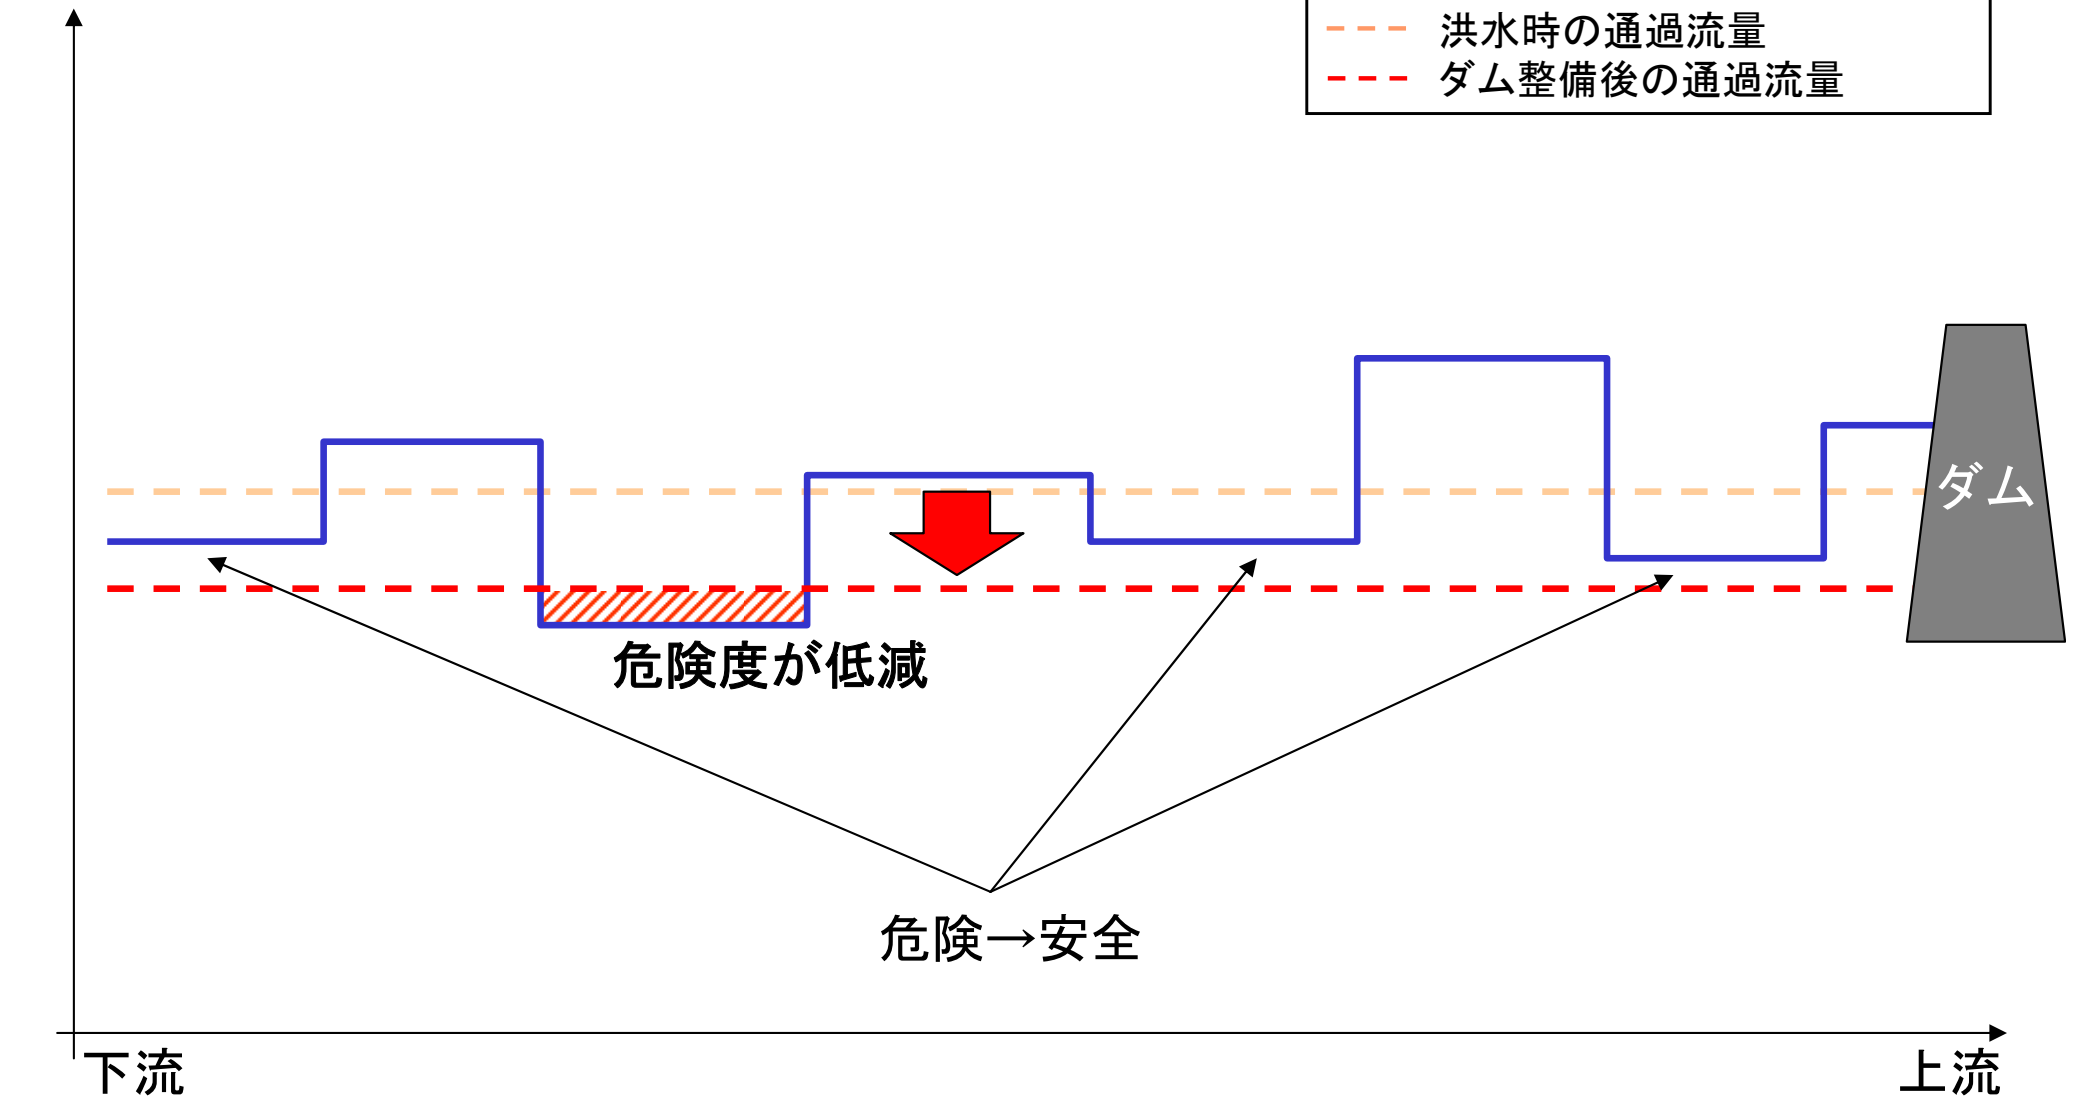 洪水時の通過流量
ダム整備後の通過流量
ダム
危険度が低減
危険→安全
下流
上流